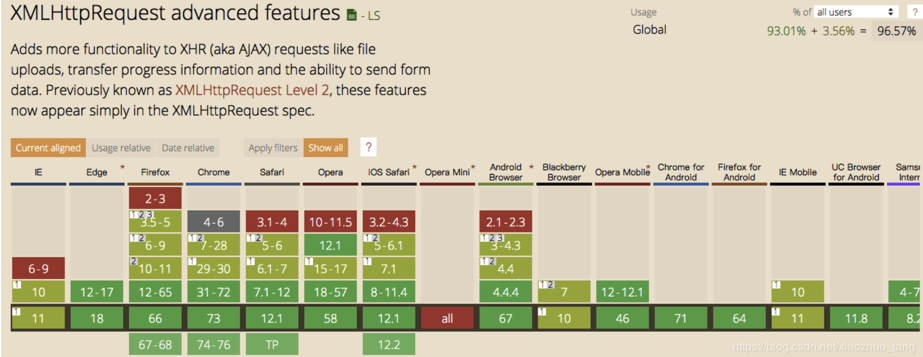 XMLHttpRequest advanced features - LS
Usage % of all users ?
Global 93.01% + 3.56% = 96.57%
Adds more functionality to XHR (aka AJAX) requests like file
uploads, transfer progress information and the ability to send form
data. Previously known as XMLHttpRequest Level 2, these features
now appear simply in the XMLHttpRequest spec.
Current aligned Usage relative Date relative Apply filters Show all ?
IE Edge * Firefox Chrome Safari Opera iOS Safari * Opera Mini * Android Browser * Blackberry Browser Opera Mobile * Chrome for Android Firefox for Android IE Mobile UC Browser for Android Samsu Intern
2-3
1 2 3 3.5-5 4-6 3.1-4 10-11.5 3.2-4.3 2.1-2.3
1 2 6-9 1 2 7-28 1 2 5-6 12.1 1 2 5-6.1 1 2 3 3-4.3
6-9 2 10-11 1 29-30 1 6.1-7 1 15-17 1 7.1 1 2 4.4
1 10 12-17 12-65 31-72 7.1-12 18-57 8-11.4 4.4.4 1 2 7 12-12.1 1 10 4-7
1 11 18 66 73 12.1 58 12.1 all 67 1 10 46 71 64 1 11 11.8 8.2
67-68 74-76 TP 12.2